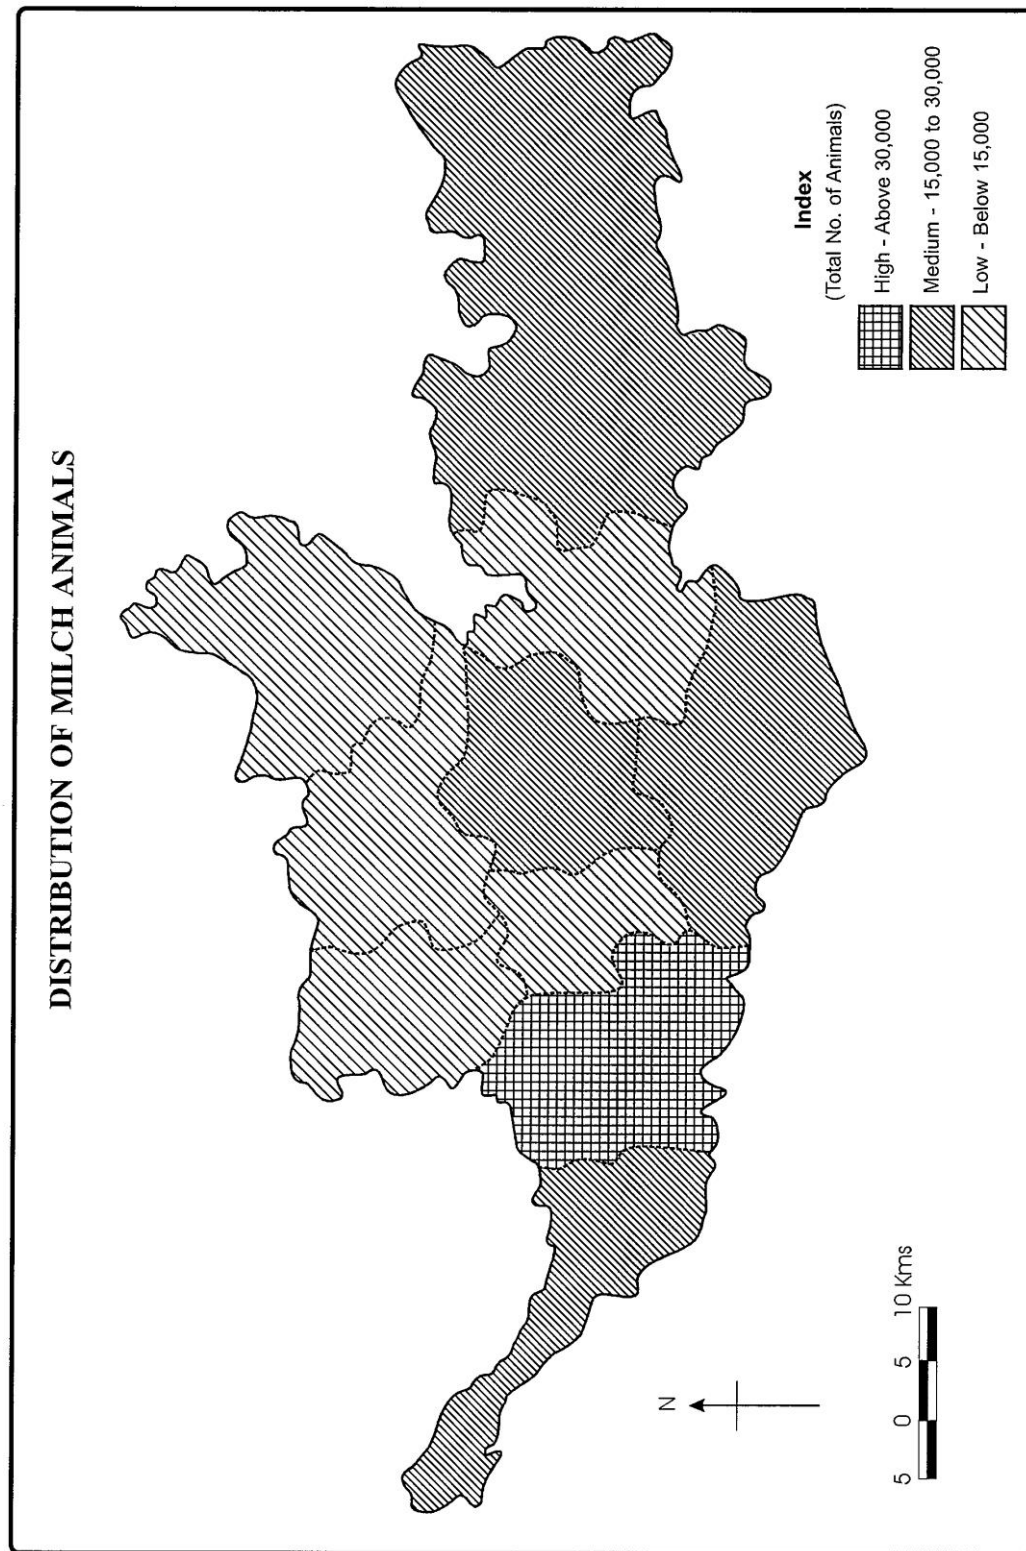 DISTRIBUTION OF MILCH ANIMALS
Index
(Total No. of Animals)
High - Above 30,000
Medium - 15,000 to 30,000
Low - Below 15,000
N
5 0 5 10 Kms